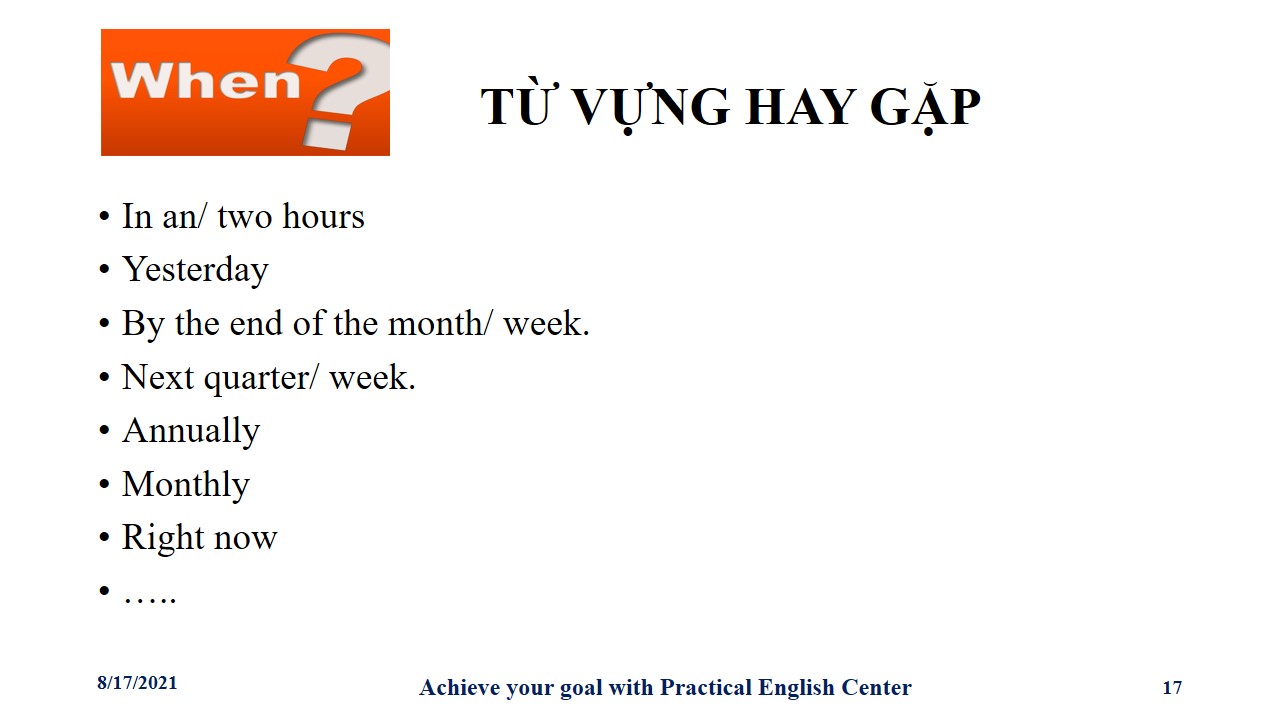 When?
TỪ VỰNG HAY GẶP
• In an/ two hours
• Yesterday
• By the end of the month/ week.
• Next quarter/ week.
• Annually
• Monthly
• Right now
• …..
8/17/2021
Achieve your goal with Practical English Center
17